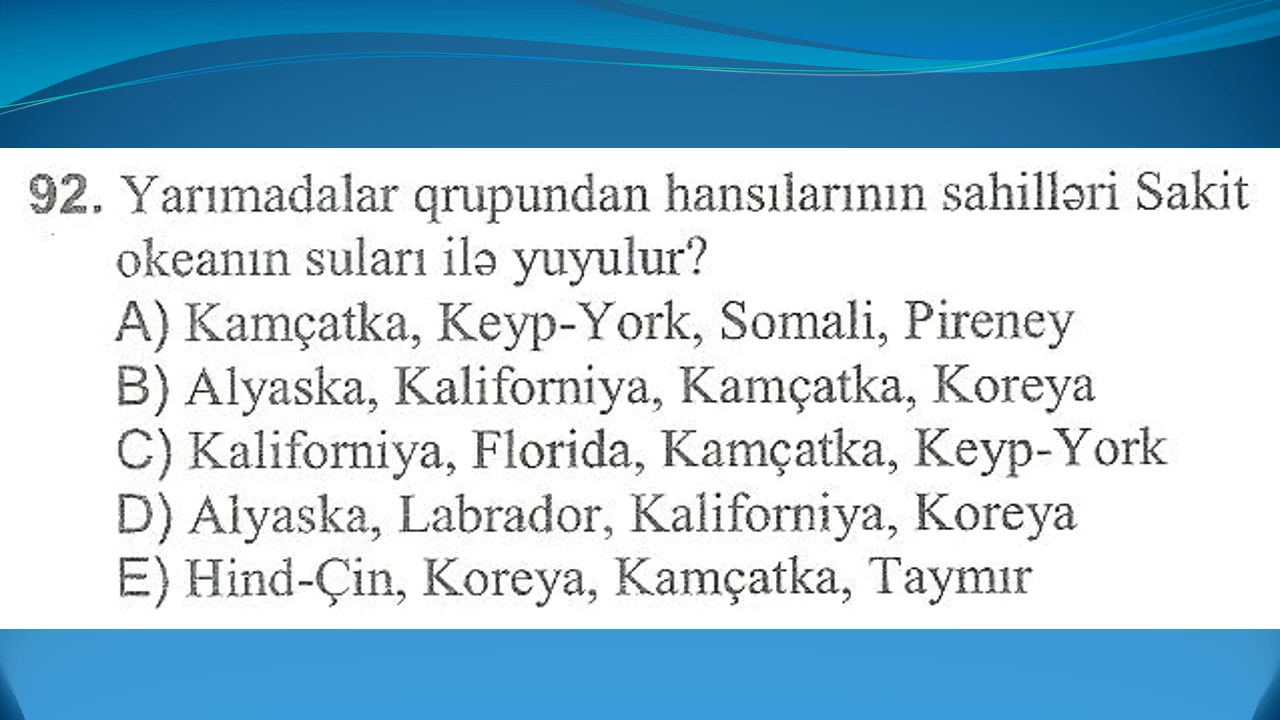 92. Yarımadalar qrupundan hansılarının sahilləri Sakit
okeanın suları ilə yuyulur?
A) Kamçatka, Keyp-York, Somali, Pireney
B) Alyaska, Kaliforniya, Kamçatka, Koreya
C) Kaliforniya, Florida, Kamçatka, Keyp-York
D) Alyaska, Labrador, Kaliforniya, Koreya
E) Hind-Çin, Koreya, Kamçatka, Taymır